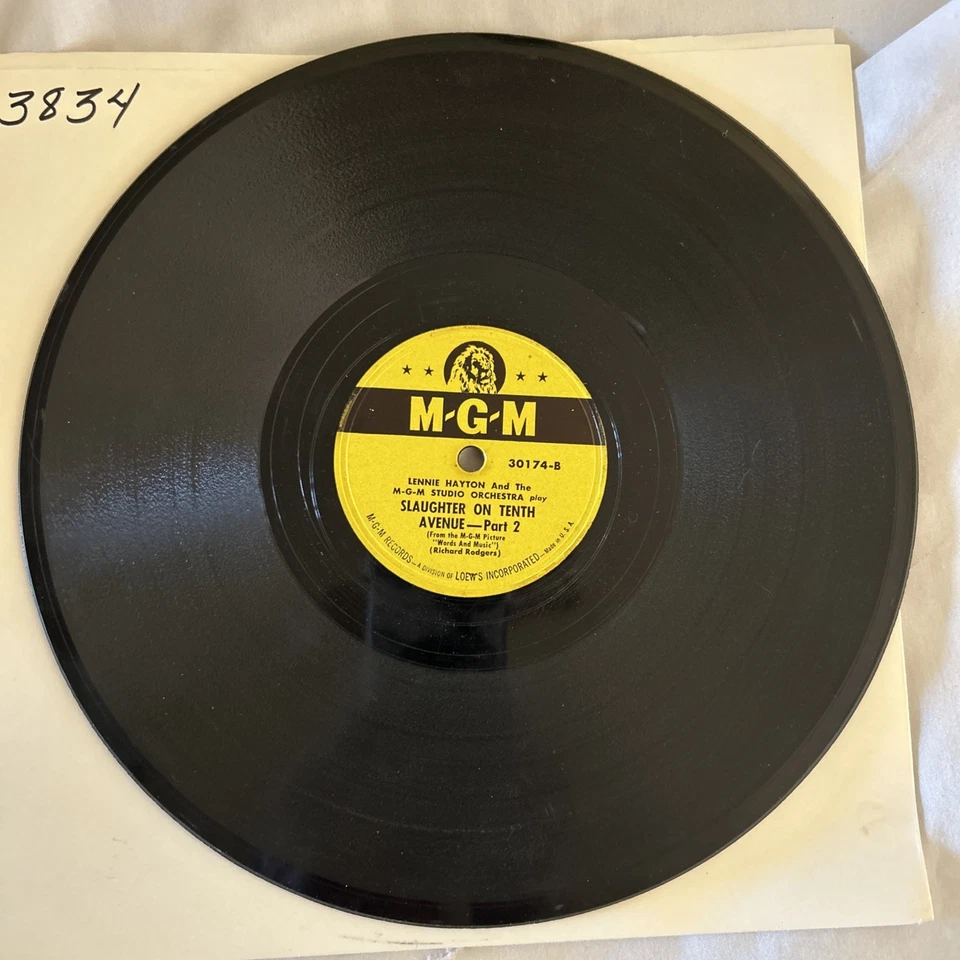 3834
M-G-M
30174-B
LENNIE HAYTON And The
M-G-M STUDIO ORCHESTRA play
SLAUGHTER ON TENTH
AVENUE—Part 2
(From the M-G-M Picture
"Words And Music")
(Richard Rodgers)
M-G-M RECORDS—A DIVISION OF LOEW'S INCORPORATED—Made in U. S. A.